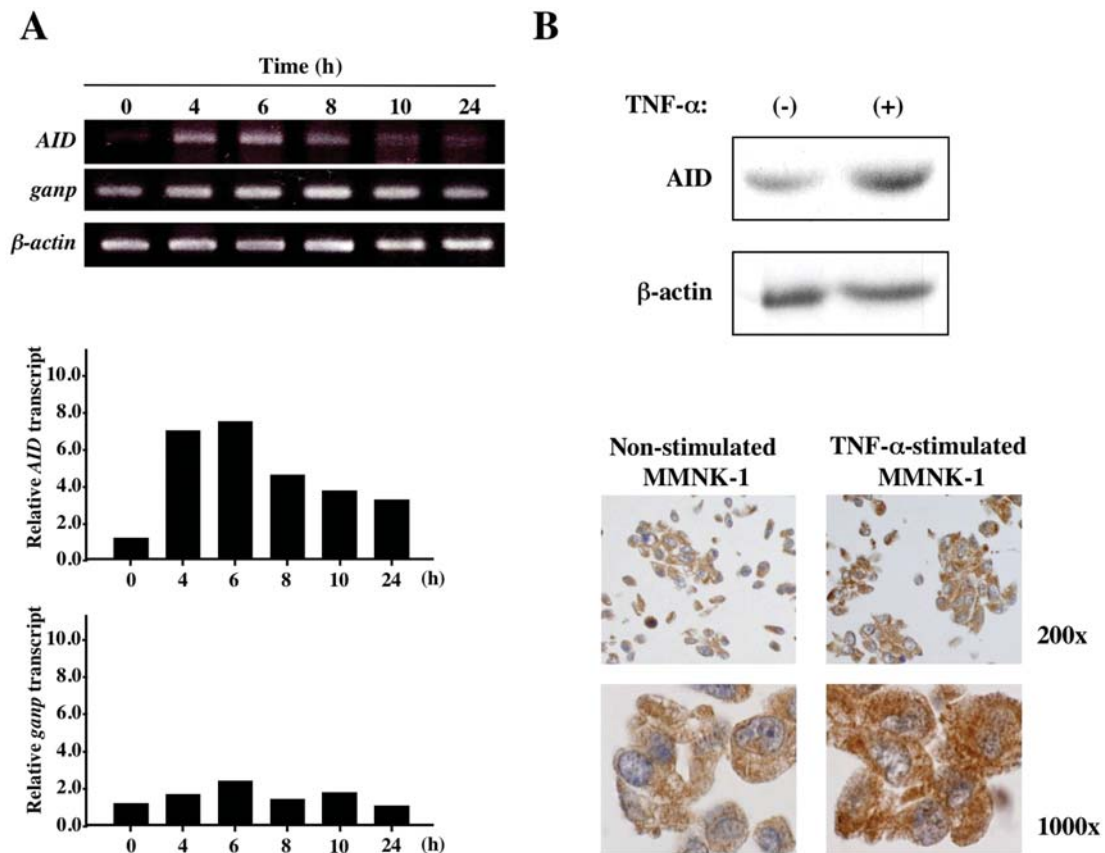 A
Time (h)
0 4 6 8 10 24
AID
ganp
β-actin
Relative AID transcript
10.0
8.0
6.0
4.0
2.0
0.0
0 4 6 8 10 24 (h)
Relative ganp transcript
10.0
8.0
6.0
4.0
2.0
0.0
0 4 6 8 10 24 (h)
B
TNF-α: (-) (+)
AID
β-actin
Non-stimulated
MMNK-1
TNF-α-stimulated
MMNK-1
200x
1000x